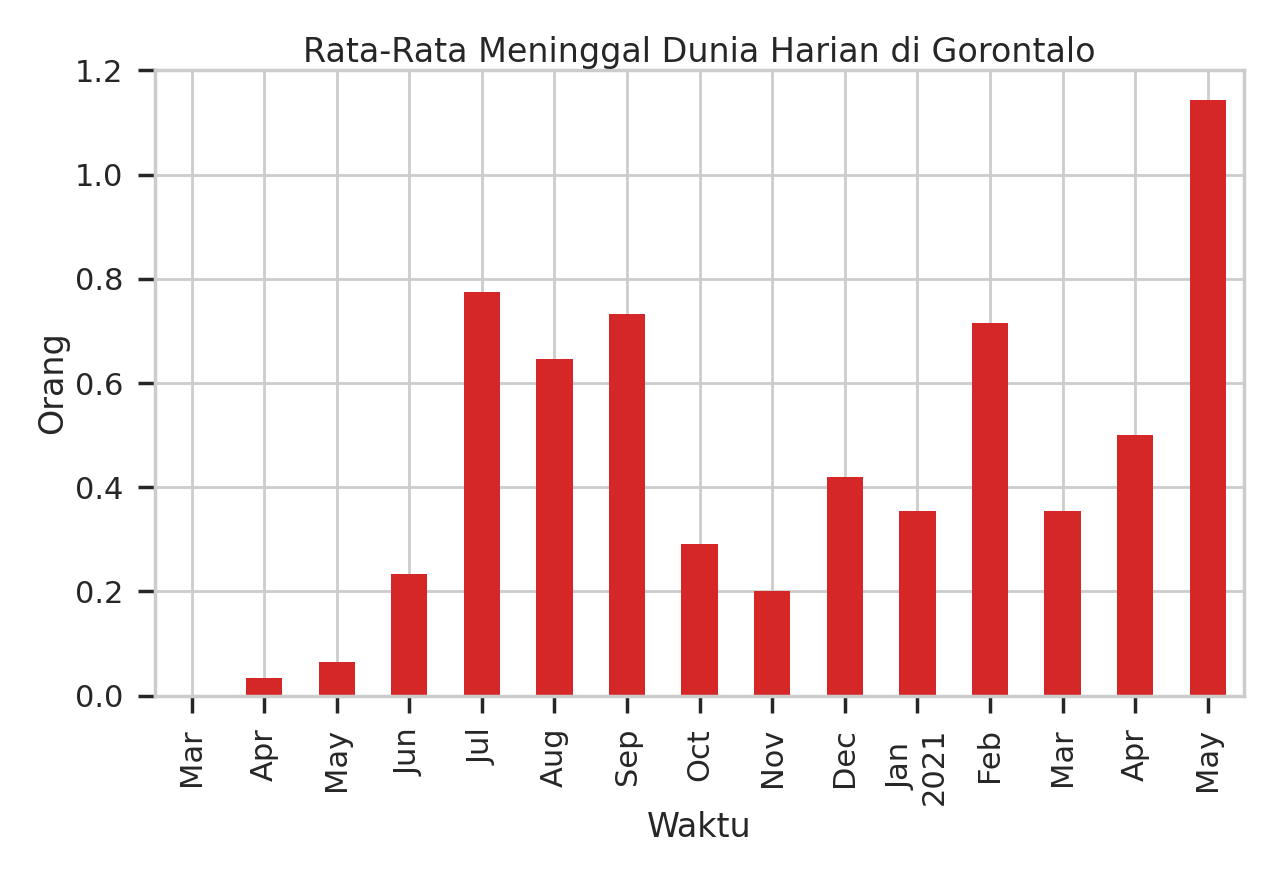 Rata-Rata Meninggal Dunia Harian di Gorontalo
1.2
1.0
0.8
0.6
0.4
0.2
0.0
Orang
Mar
Apr
May
Jun
Jul
Aug
Sep
Oct
Nov
Dec
Jan
2021
Feb
Mar
Apr
May
Waktu